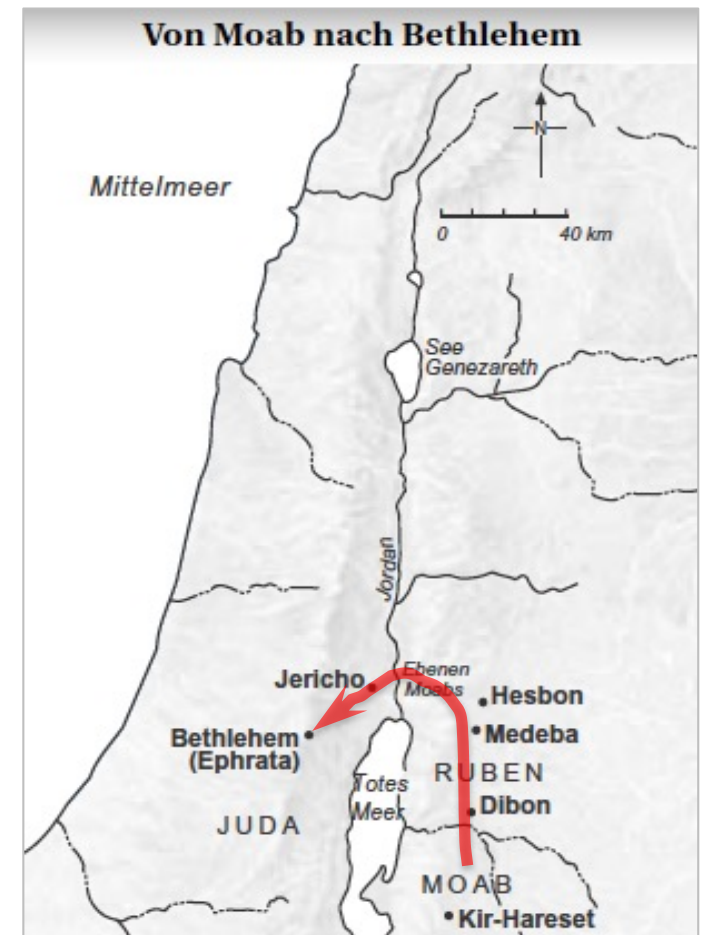 Von Moab nach Bethlehem
Mittelmeer
N
0 40 km
See
Genezareth
Jordan
Ebenen
Moabs
Jericho
Hesbon
Bethlehem
(Ephrata)
Medeba
RUBEN
Totes
Meer
Dibon
JUDA
MOAB
Kir-Hareset